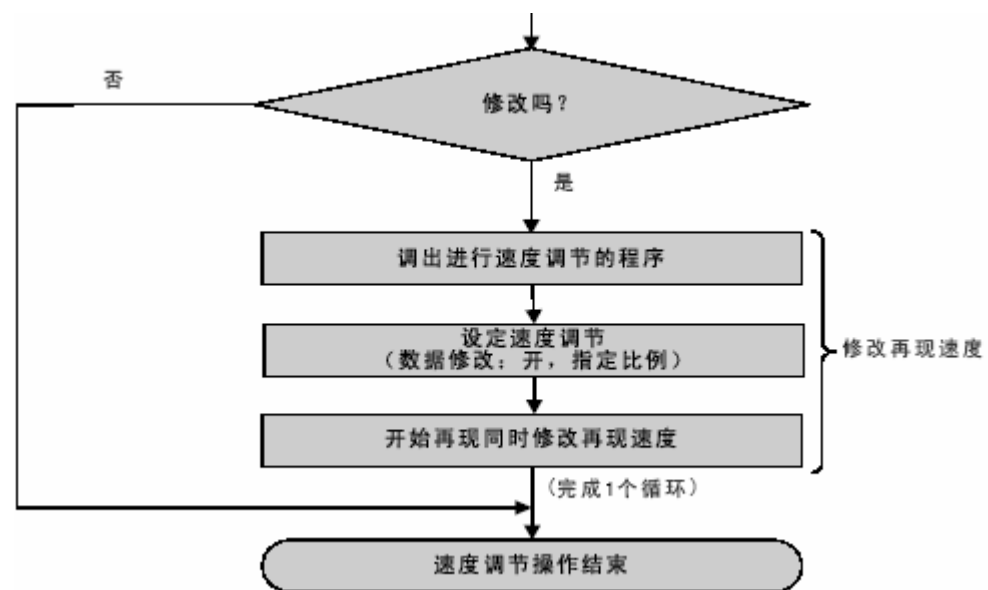 否
修改吗？
是
调出进行速度调节的程序
设定速度调节
（数据修改：开，指定比例）
修改再现速度
开始再现同时修改再现速度
（完成1个循环）
速度调节操作结束